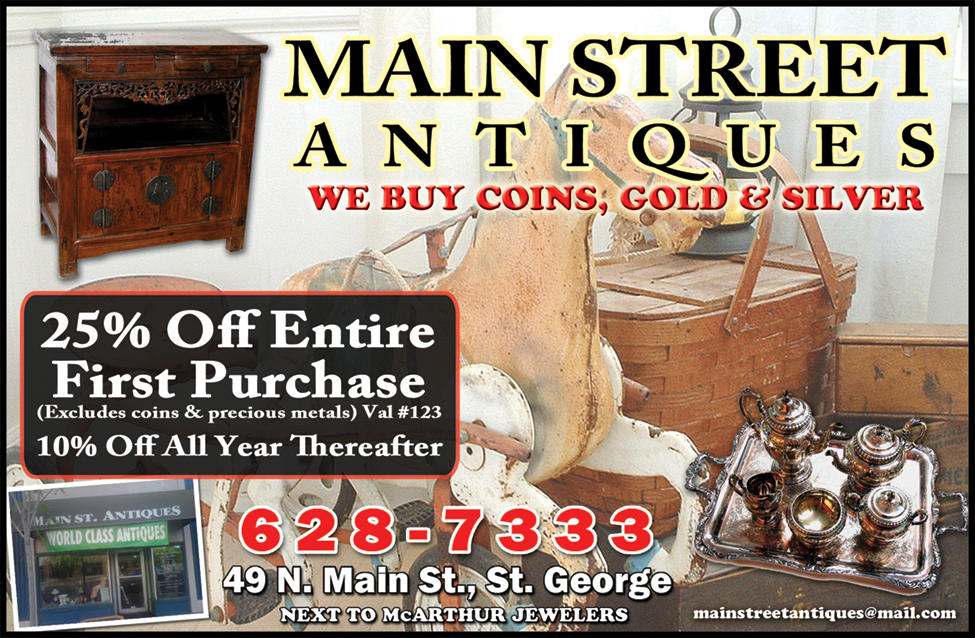 MAIN STREET
ANTIQUES
WE BUY COINS, GOLD & SILVER
25% Off Entire
First Purchase
(Excludes coins & precious metals) Val #123
10% Off All Year Thereafter
MAIN ST. ANTIQUES
WORLD CLASS ANTIQUES
628-7333
49 N. Main St., St. George
NEXT TO McARTHUR JEWELERS
mainstreetantiques@mail.com